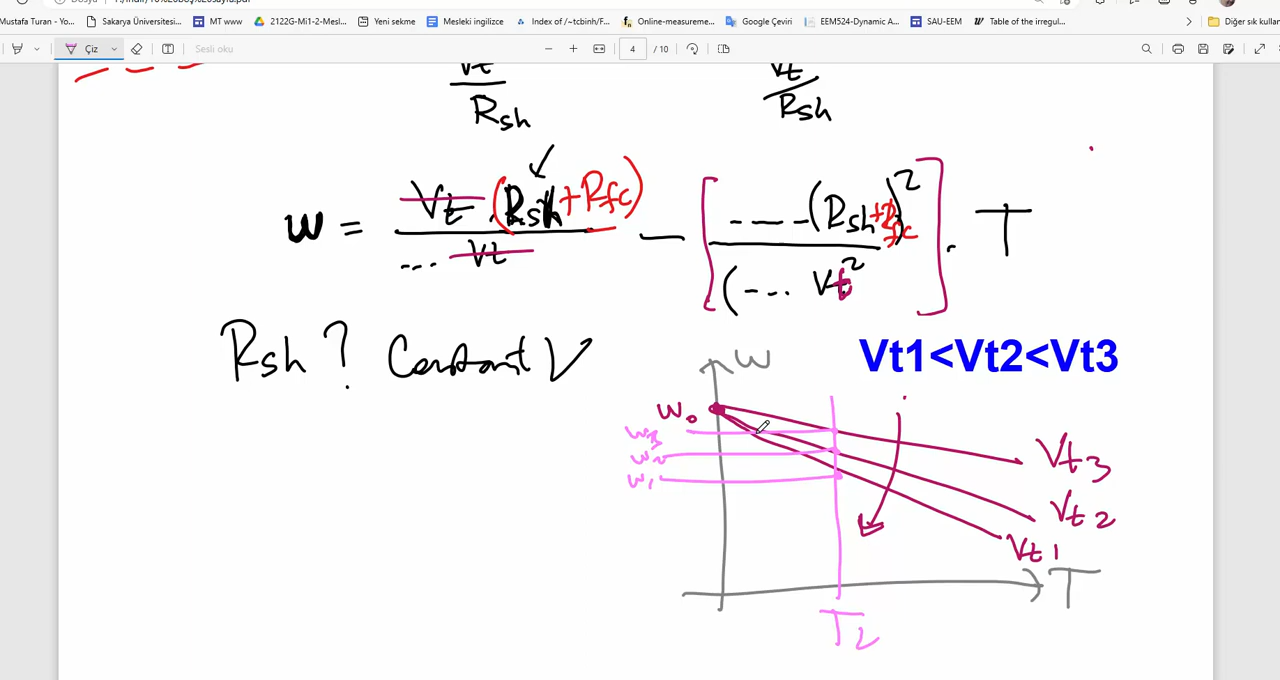 Mustafa Turan - Pr...
Sakarya Üniversitesi...
MT www
2122G-Mi1-2-Mesl...
Yeni sekme
Mesleki ingilizce
Index of /~tcbinh/F...
Online-measureme...
Google Çeviri
EEM524-Dynamic A...
SAU-EEM
Table of the irregul...
Diğer sık kullanı
Çiz
Sesli oku
4 / 10
Vt / Rsh
Vt / Rsh
w = Vt (Rsh + Rfc) / ... Vt - [ ---- (Rsh + Rfc)² / (--- Vt² ] . T
Rsh ? Constant V
Vt1<Vt2<Vt3
w
w₀
w3
w2
w1
Vt3
Vt2
Vt1
T
T2